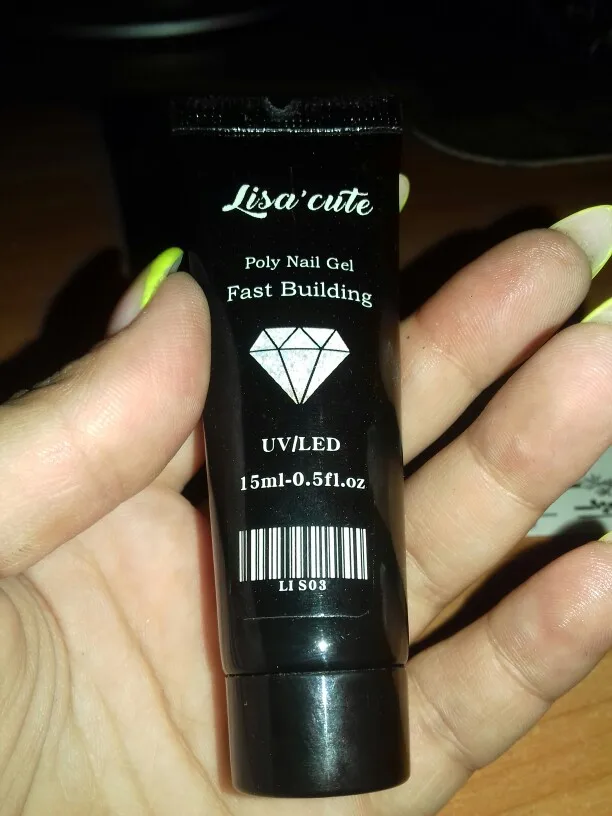 Lisa'cute
Poly Nail Gel
Fast Building
UV/LED
15ml-0.5fl.oz
LI S03